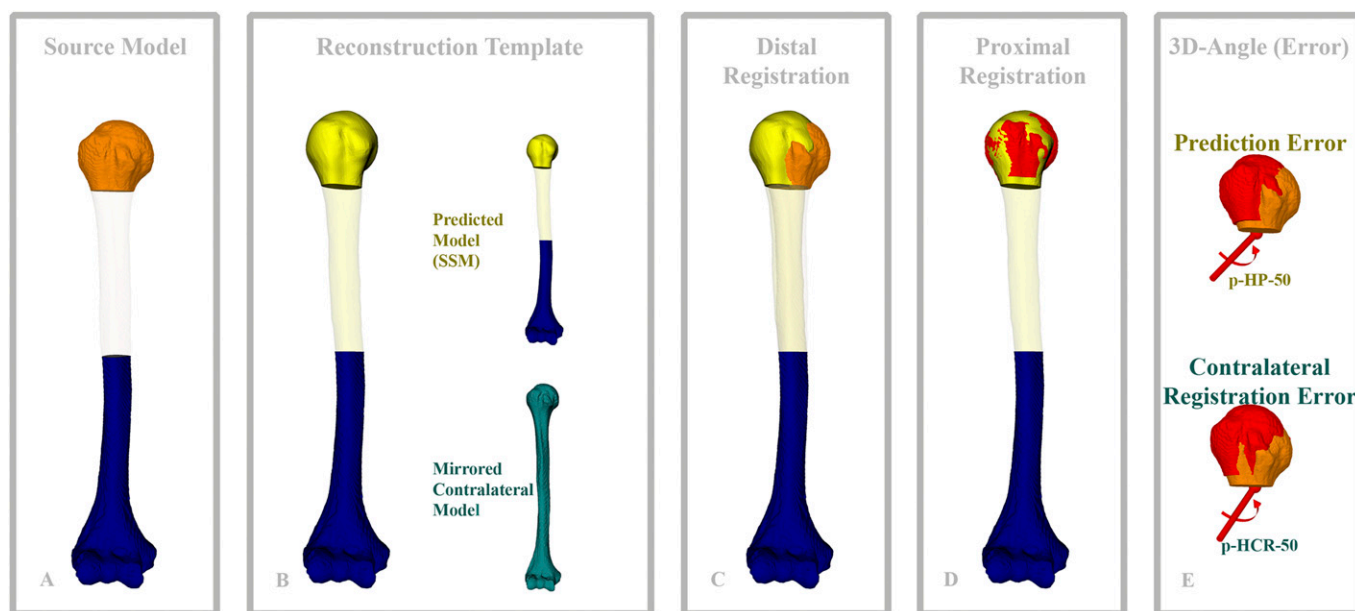 Source Model
Reconstruction Template
Distal
Registration
Proximal
Registration
3D-Angle (Error)
Predicted
Model
(SSM)
Mirrored
Contralateral
Model
Prediction Error
p-HP-50
Contralateral
Registration Error
p-HCR-50
A
B
C
D
E